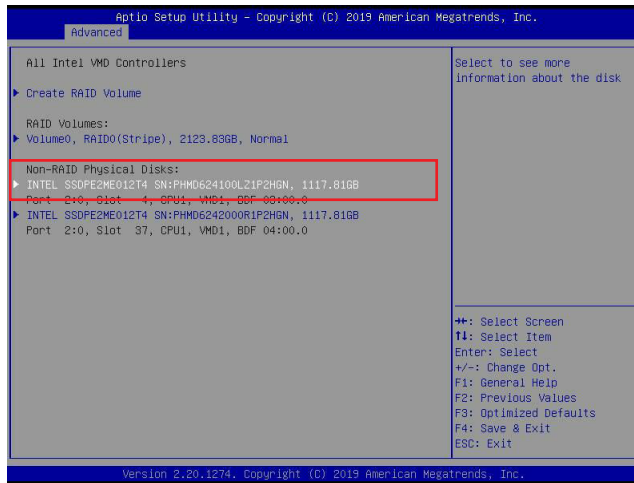 Aptio Setup Utility – Copyright (C) 2019 American Megatrends, Inc.
Advanced
All Intel VMD Controllers
Create RAID Volume
RAID Volumes:
Volume0, RAID0(Stripe), 2123.83GB, Normal
Non-RAID Physical Disks:
INTEL SSDPE2ME012T4 SN:PHMD624100LZ1P2HGN, 1117.81GB
Port 2:0, Slot 4, CPU1, VMD1, BDF 03:00.0
INTEL SSDPE2ME012T4 SN:PHMD6242000R1P2HGN, 1117.81GB
Port 2:0, Slot 37, CPU1, VMD1, BDF 04:00.0
Select to see more
information about the disk
→←: Select Screen
↑↓: Select Item
Enter: Select
+/-: Change Opt.
F1: General Help
F2: Previous Values
F3: Optimized Defaults
F4: Save & Exit
ESC: Exit
Version 2.20.1274. Copyright (C) 2019 American Megatrends, Inc.